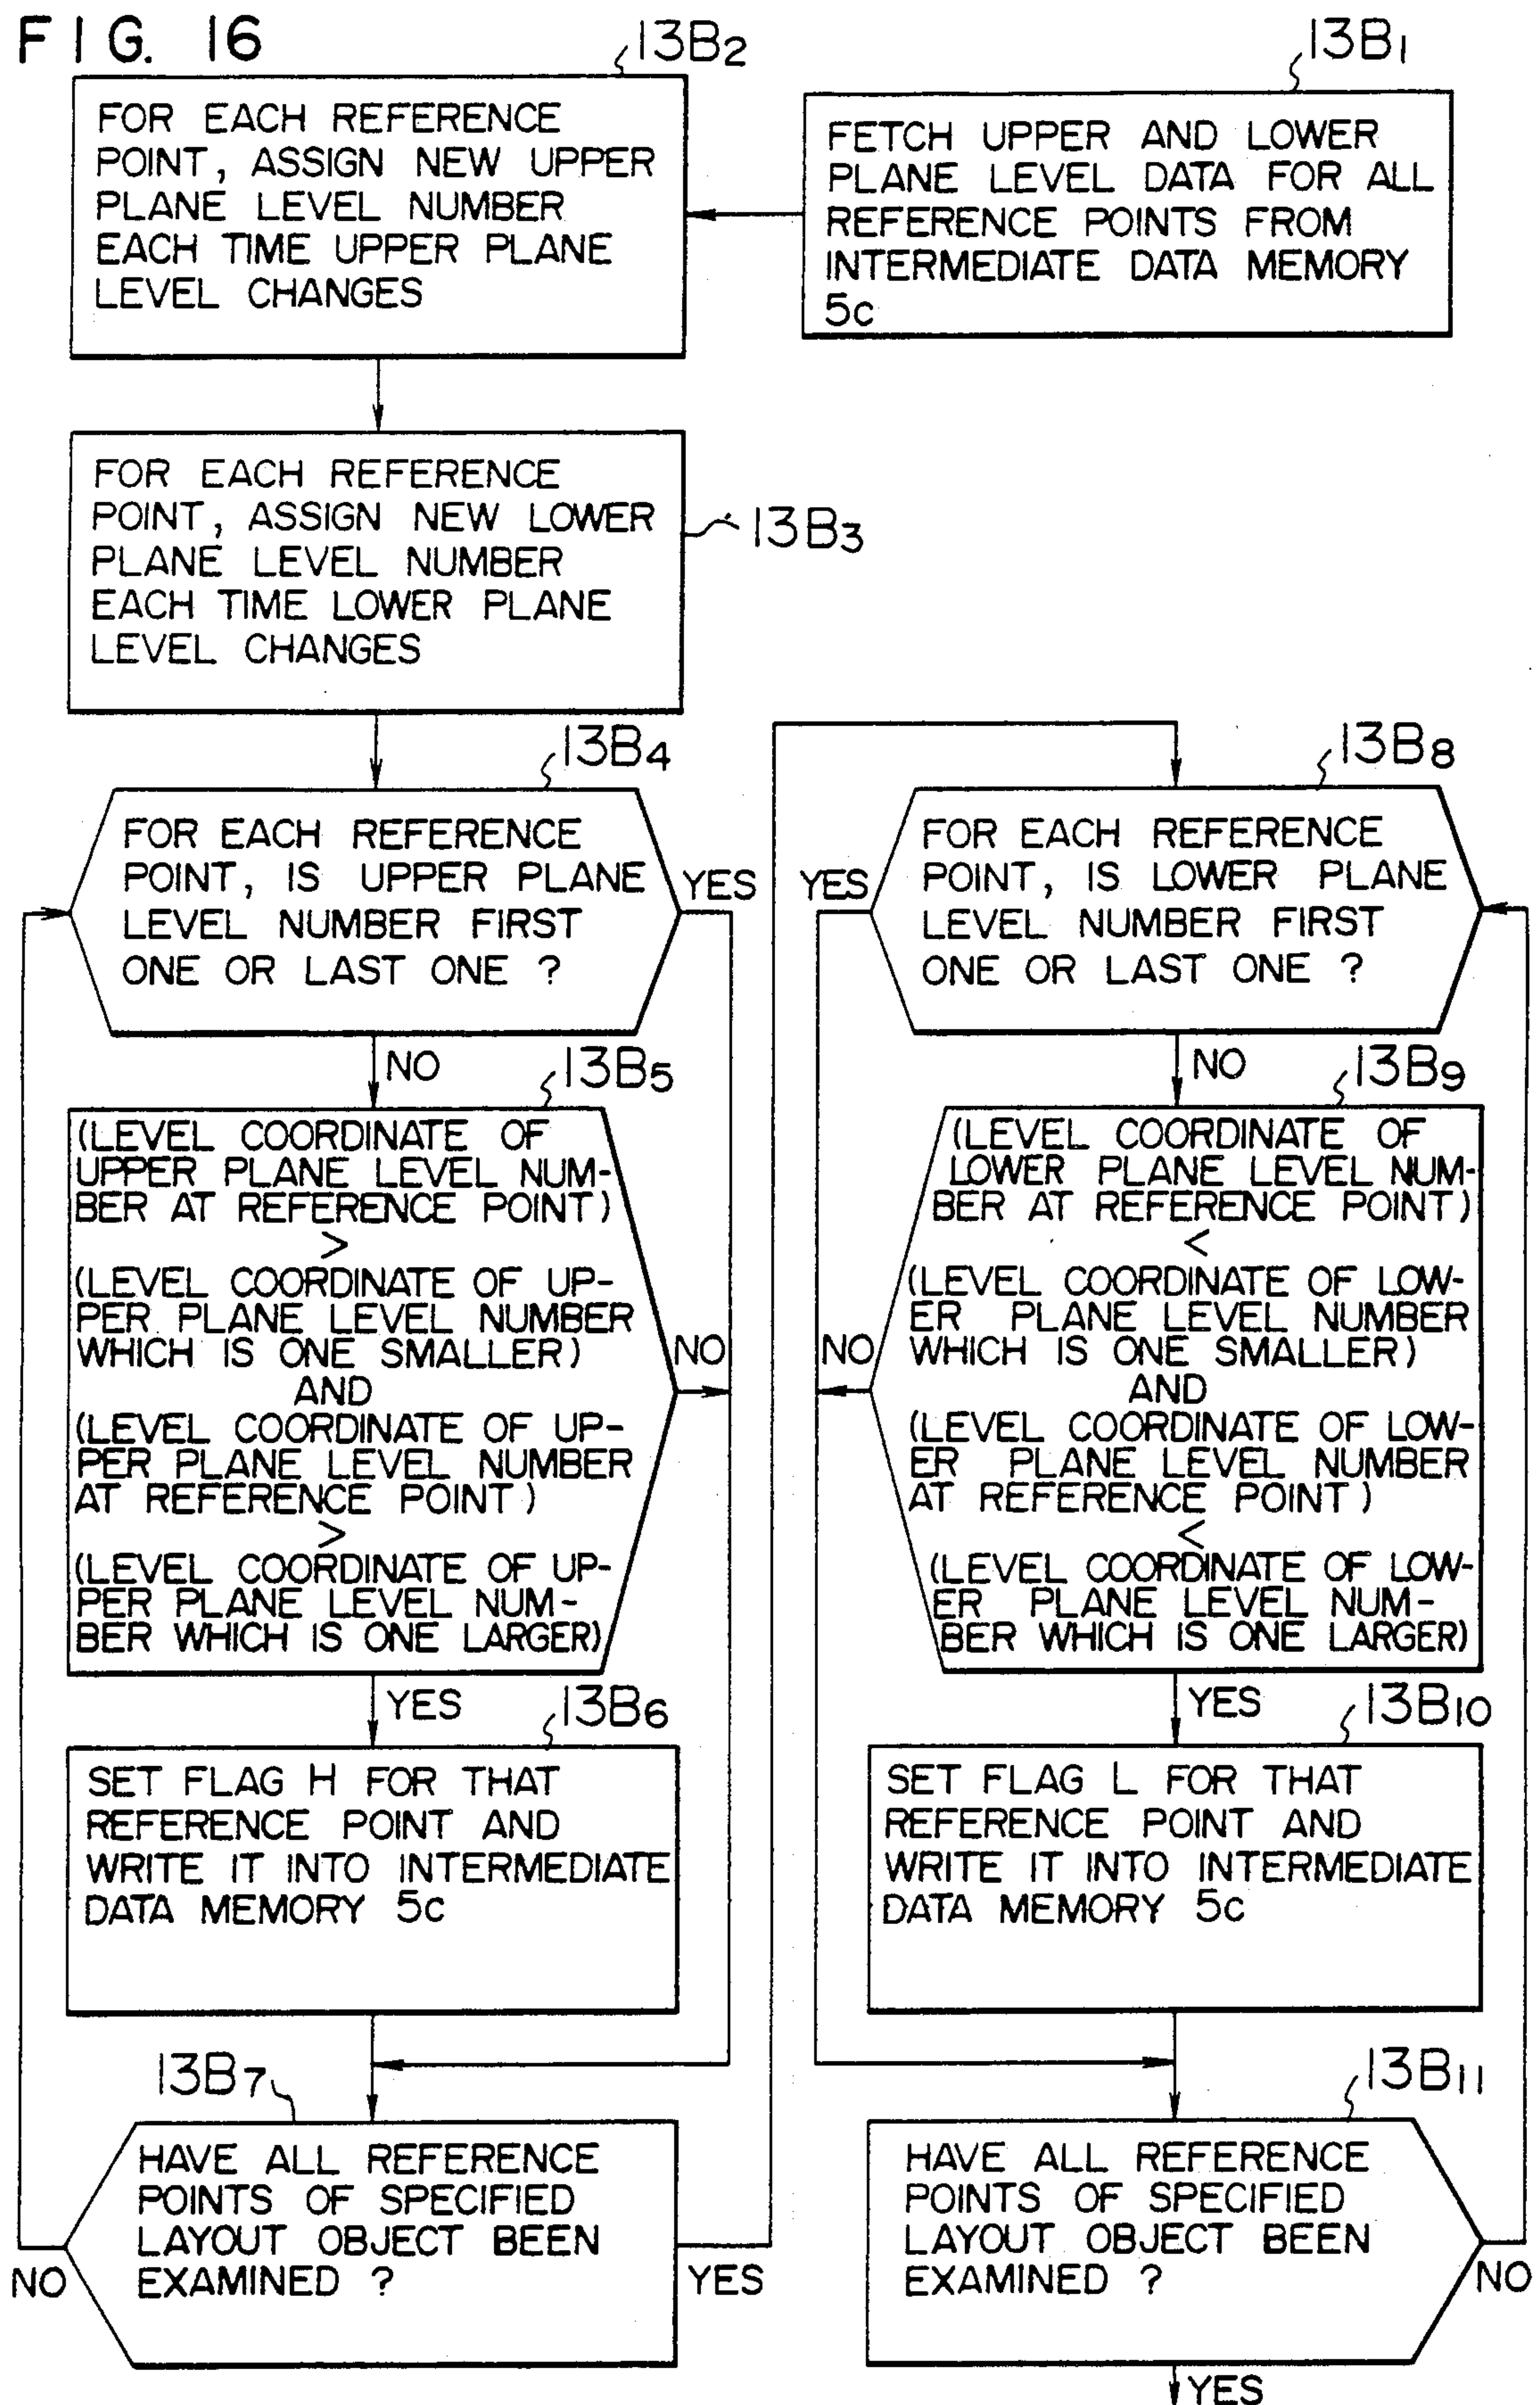 FIG. 16
13B1
FETCH UPPER AND LOWER
PLANE LEVEL DATA FOR ALL
REFERENCE POINTS FROM
INTERMEDIATE DATA MEMORY
5c
13B2
FOR EACH REFERENCE
POINT, ASSIGN NEW UPPER
PLANE LEVEL NUMBER
EACH TIME UPPER PLANE
LEVEL CHANGES
FOR EACH REFERENCE
POINT, ASSIGN NEW LOWER
PLANE LEVEL NUMBER
EACH TIME LOWER PLANE
LEVEL CHANGES
13B3
13B4
FOR EACH REFERENCE
POINT, IS UPPER PLANE
LEVEL NUMBER FIRST
ONE OR LAST ONE ?
YES
NO
13B5
(LEVEL COORDINATE OF
UPPER PLANE LEVEL NUM-
BER AT REFERENCE POINT)
>
(LEVEL COORDINATE OF UP-
PER PLANE LEVEL NUMBER
WHICH IS ONE SMALLER)
AND
(LEVEL COORDINATE OF UP-
PER PLANE LEVEL NUMBER
AT REFERENCE POINT)
>
(LEVEL COORDINATE OF UP-
PER PLANE LEVEL NUM-
BER WHICH IS ONE LARGER)
NO
YES
13B6
SET FLAG H FOR THAT
REFERENCE POINT AND
WRITE IT INTO INTERMEDIATE
DATA MEMORY 5c
13B7
HAVE ALL REFERENCE
POINTS OF SPECIFIED
LAYOUT OBJECT BEEN
EXAMINED ?
NO
YES
13B8
FOR EACH REFERENCE
POINT, IS LOWER PLANE
LEVEL NUMBER FIRST
ONE OR LAST ONE ?
YES
NO
13B9
(LEVEL COORDINATE OF
LOWER PLANE LEVEL NUM-
BER AT REFERENCE POINT)
<
(LEVEL COORDINATE OF LOW-
ER PLANE LEVEL NUMBER
WHICH IS ONE SMALLER)
AND
(LEVEL COORDINATE OF LOW-
ER PLANE LEVEL NUMBER
AT REFERENCE POINT)
<
(LEVEL COORDINATE OF LOW-
ER PLANE LEVEL NUM-
BER WHICH IS ONE LARGER)
NO
YES
13B10
SET FLAG L FOR THAT
REFERENCE POINT AND
WRITE IT INTO INTERMEDIATE
DATA MEMORY 5c
13B11
HAVE ALL REFERENCE
POINTS OF SPECIFIED
LAYOUT OBJECT BEEN
EXAMINED ?
NO
YES